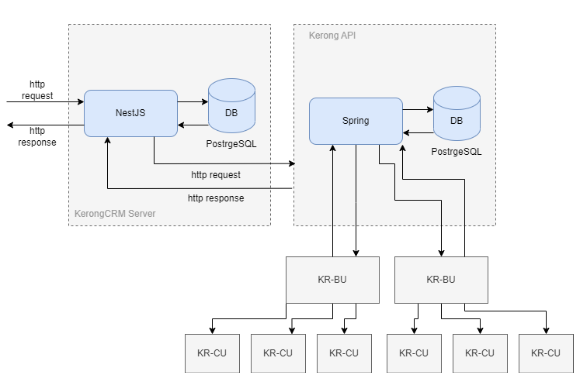 Kerong API
http
request
NestJS
DB
PostrgeSQL
http
response
Spring
DB
PostrgeSQL
http request
http response
KerongCRM Server
KR-BU
KR-BU
KR-CU
KR-CU
KR-CU
KR-CU
KR-CU
KR-CU